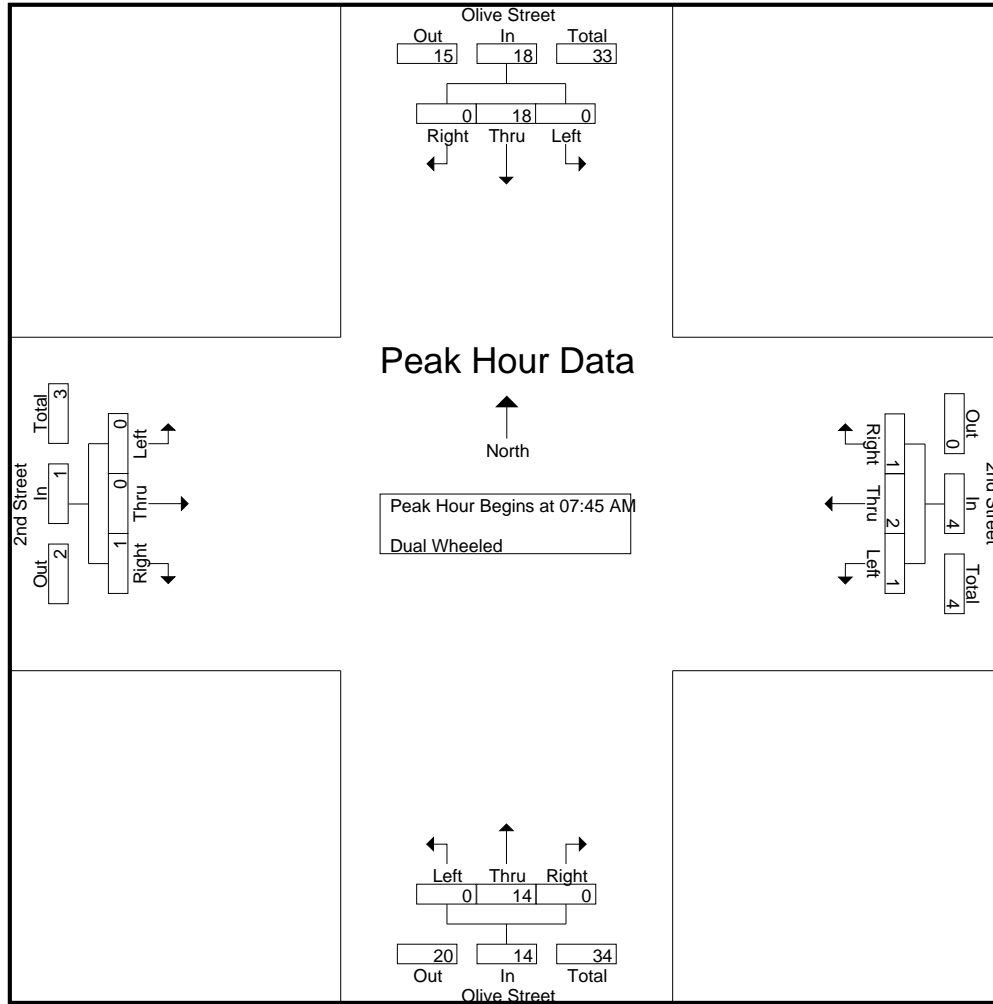 Olive Street
Out In Total
15 18 33
0 18 0
Right Thru Left
Peak Hour Data
North
Peak Hour Begins at 07:45 AM
Dual Wheeled
2nd Street
Out In Total
2 1 3
1 0 0
Right Thru Left
2nd Street
Out In Total
0 4 4
1 2 1
Right Thru Left
Left Thru Right
0 14 0
20 14 34
Out In Total
Olive Street